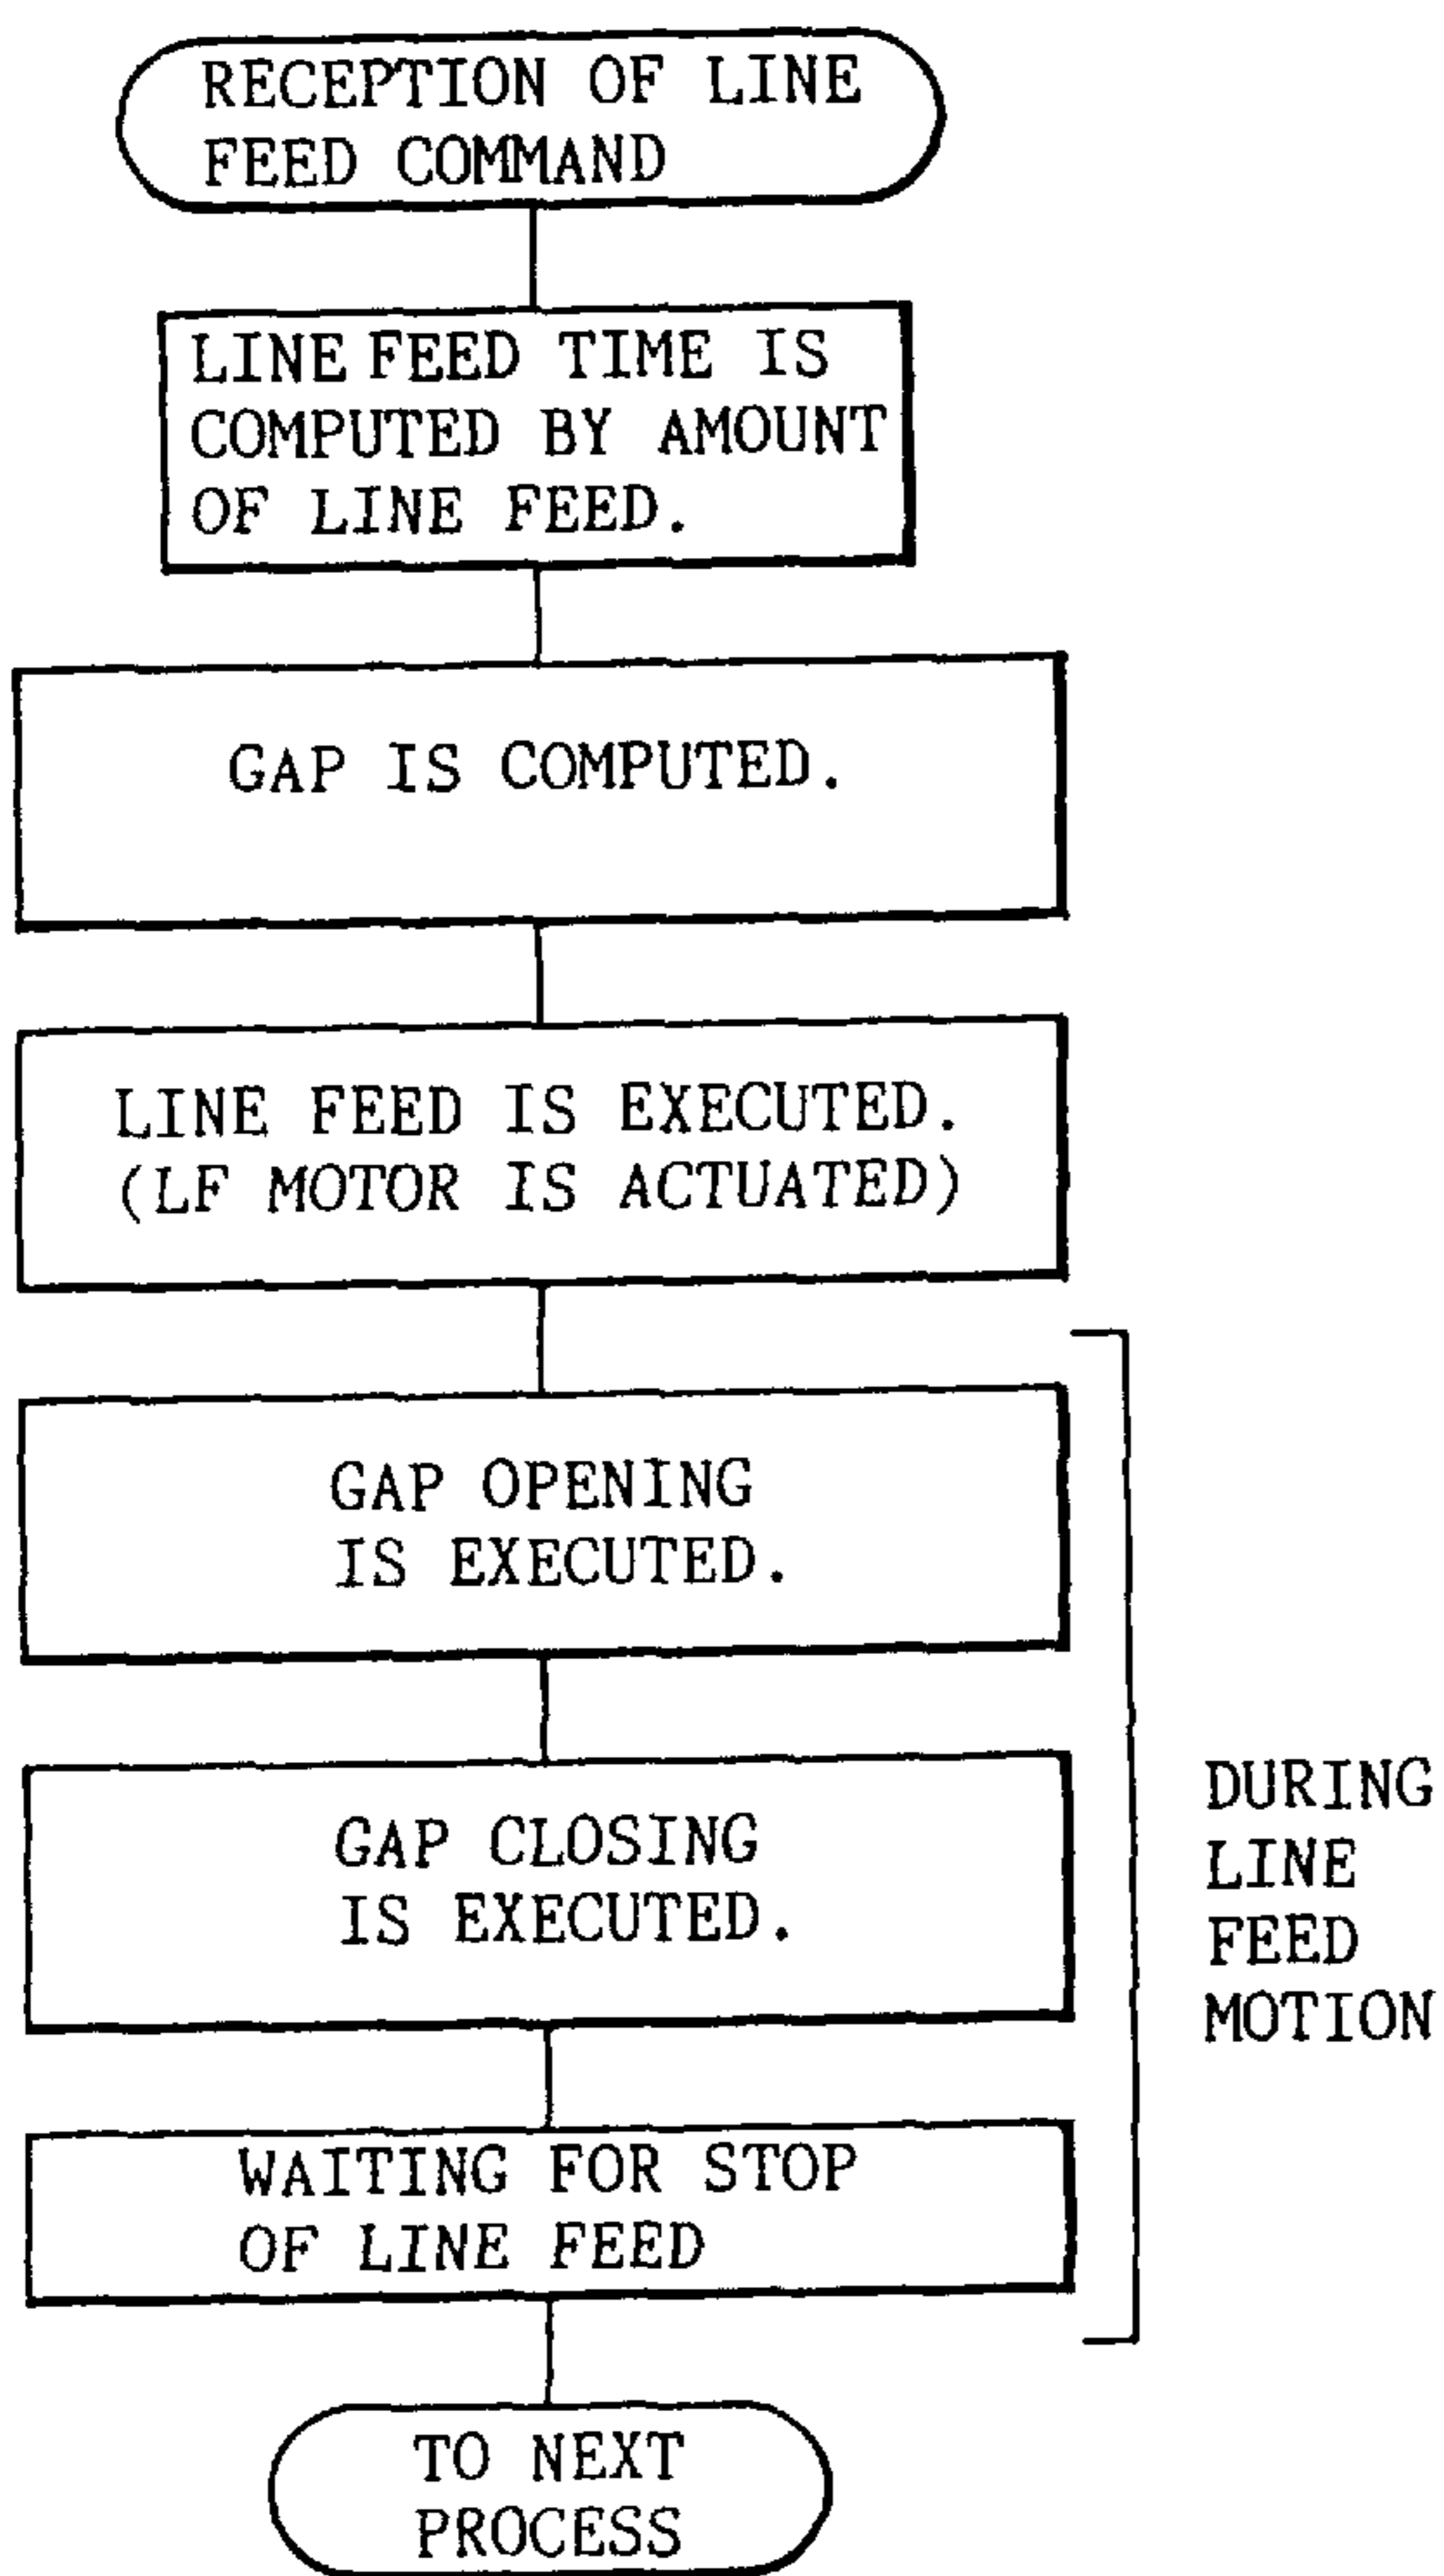 RECEPTION OF LINE
FEED COMMAND
LINE FEED TIME IS
COMPUTED BY AMOUNT
OF LINE FEED.
GAP IS COMPUTED.
LINE FEED IS EXECUTED.
(LF MOTOR IS ACTUATED)
GAP OPENING
IS EXECUTED.
GAP CLOSING
IS EXECUTED.
DURING
LINE
FEED
MOTION
WAITING FOR STOP
OF LINE FEED
TO NEXT
PROCESS